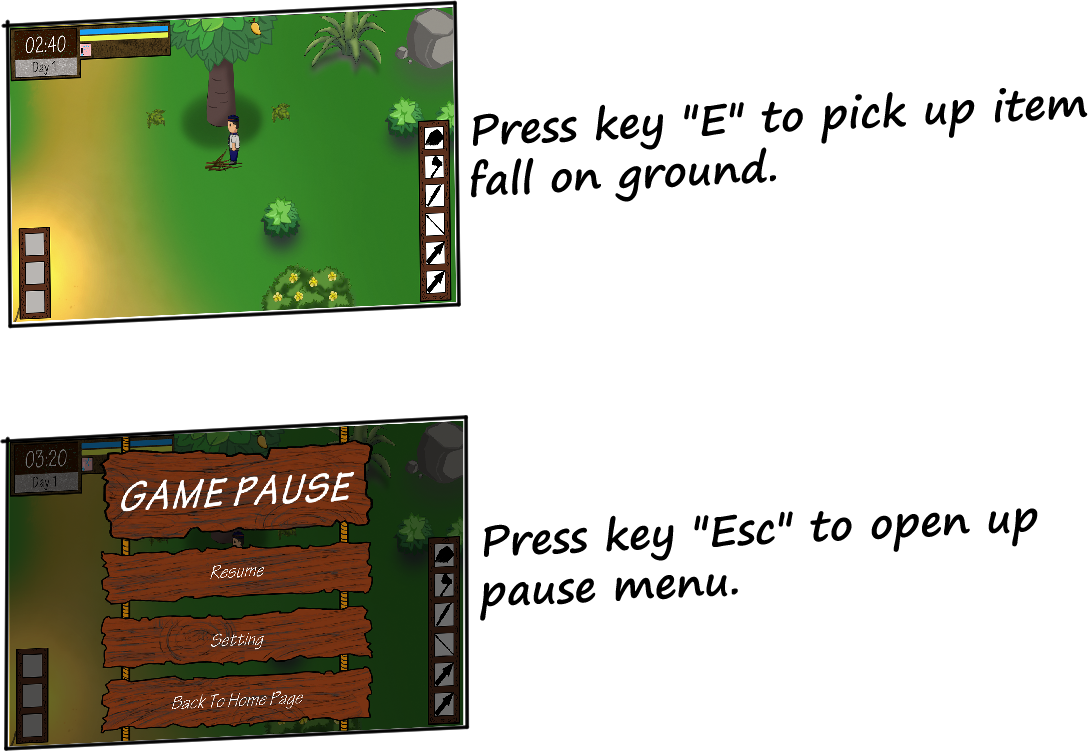 02:40
Day 1
Press key "E" to pick up item
fall on ground.
03:20
Day 1
GAME PAUSE
Resume
Setting
Back To Home Page
Press key "Esc" to open up
pause menu.